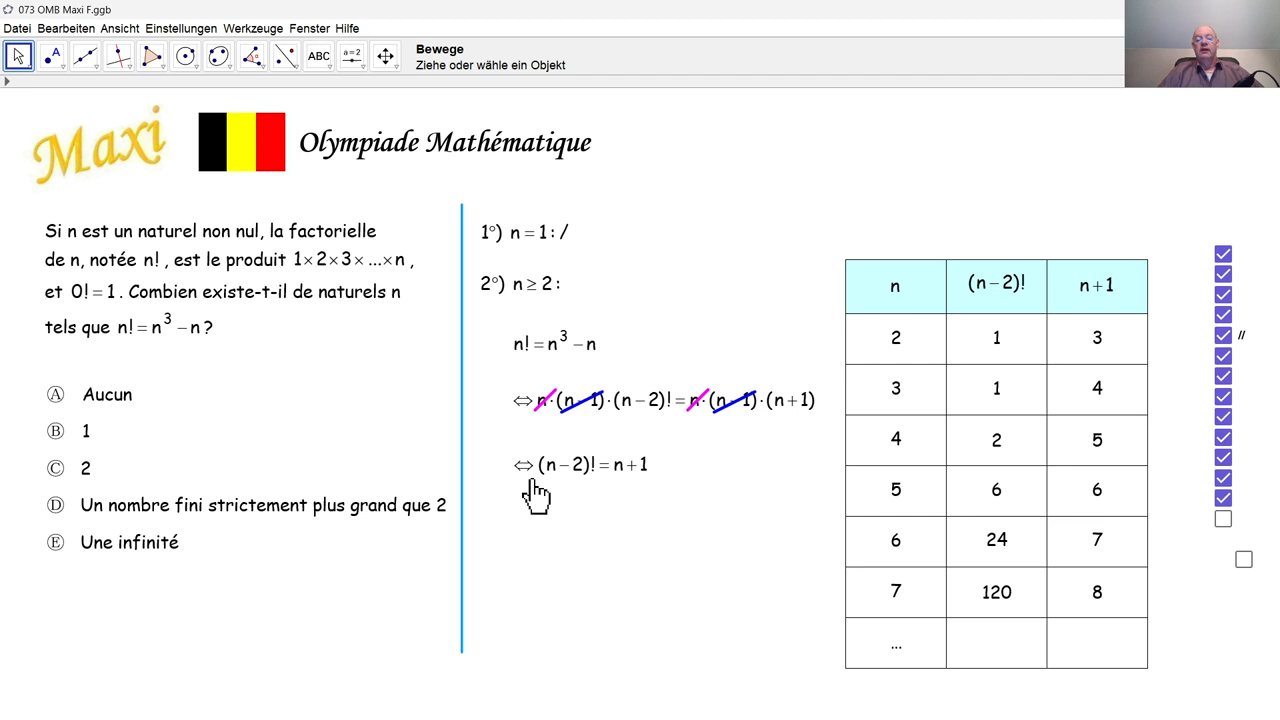 073 OMB Maxi F.ggb
Datei Bearbeiten Ansicht Einstellungen Werkzeuge Fenster Hilfe
A
ABC
a=2
Bewege
Ziehe oder wähle ein Objekt
Maxi
Olympiade Mathématique
Si n est un naturel non nul, la factorielle
de n, notée n! , est le produit 1×2×3×...×n ,
et 0! = 1 . Combien existe-t-il de naturels n
tels que n! = n³ − n ?
Ⓐ Aucun
Ⓑ 1
Ⓒ 2
Ⓓ Un nombre fini strictement plus grand que 2
Ⓔ Une infinité
1°) n = 1 : /
2°) n ≥ 2 :
n! = n³ − n
⇔ n·(n−1)·(n−2)! = n·(n−1)·(n+1)
⇔ (n−2)! = n+1
n (n−2)! n+1
2 1 3
3 1 4
4 2 5
5 6 6
6 24 7
7 120 8
...
//